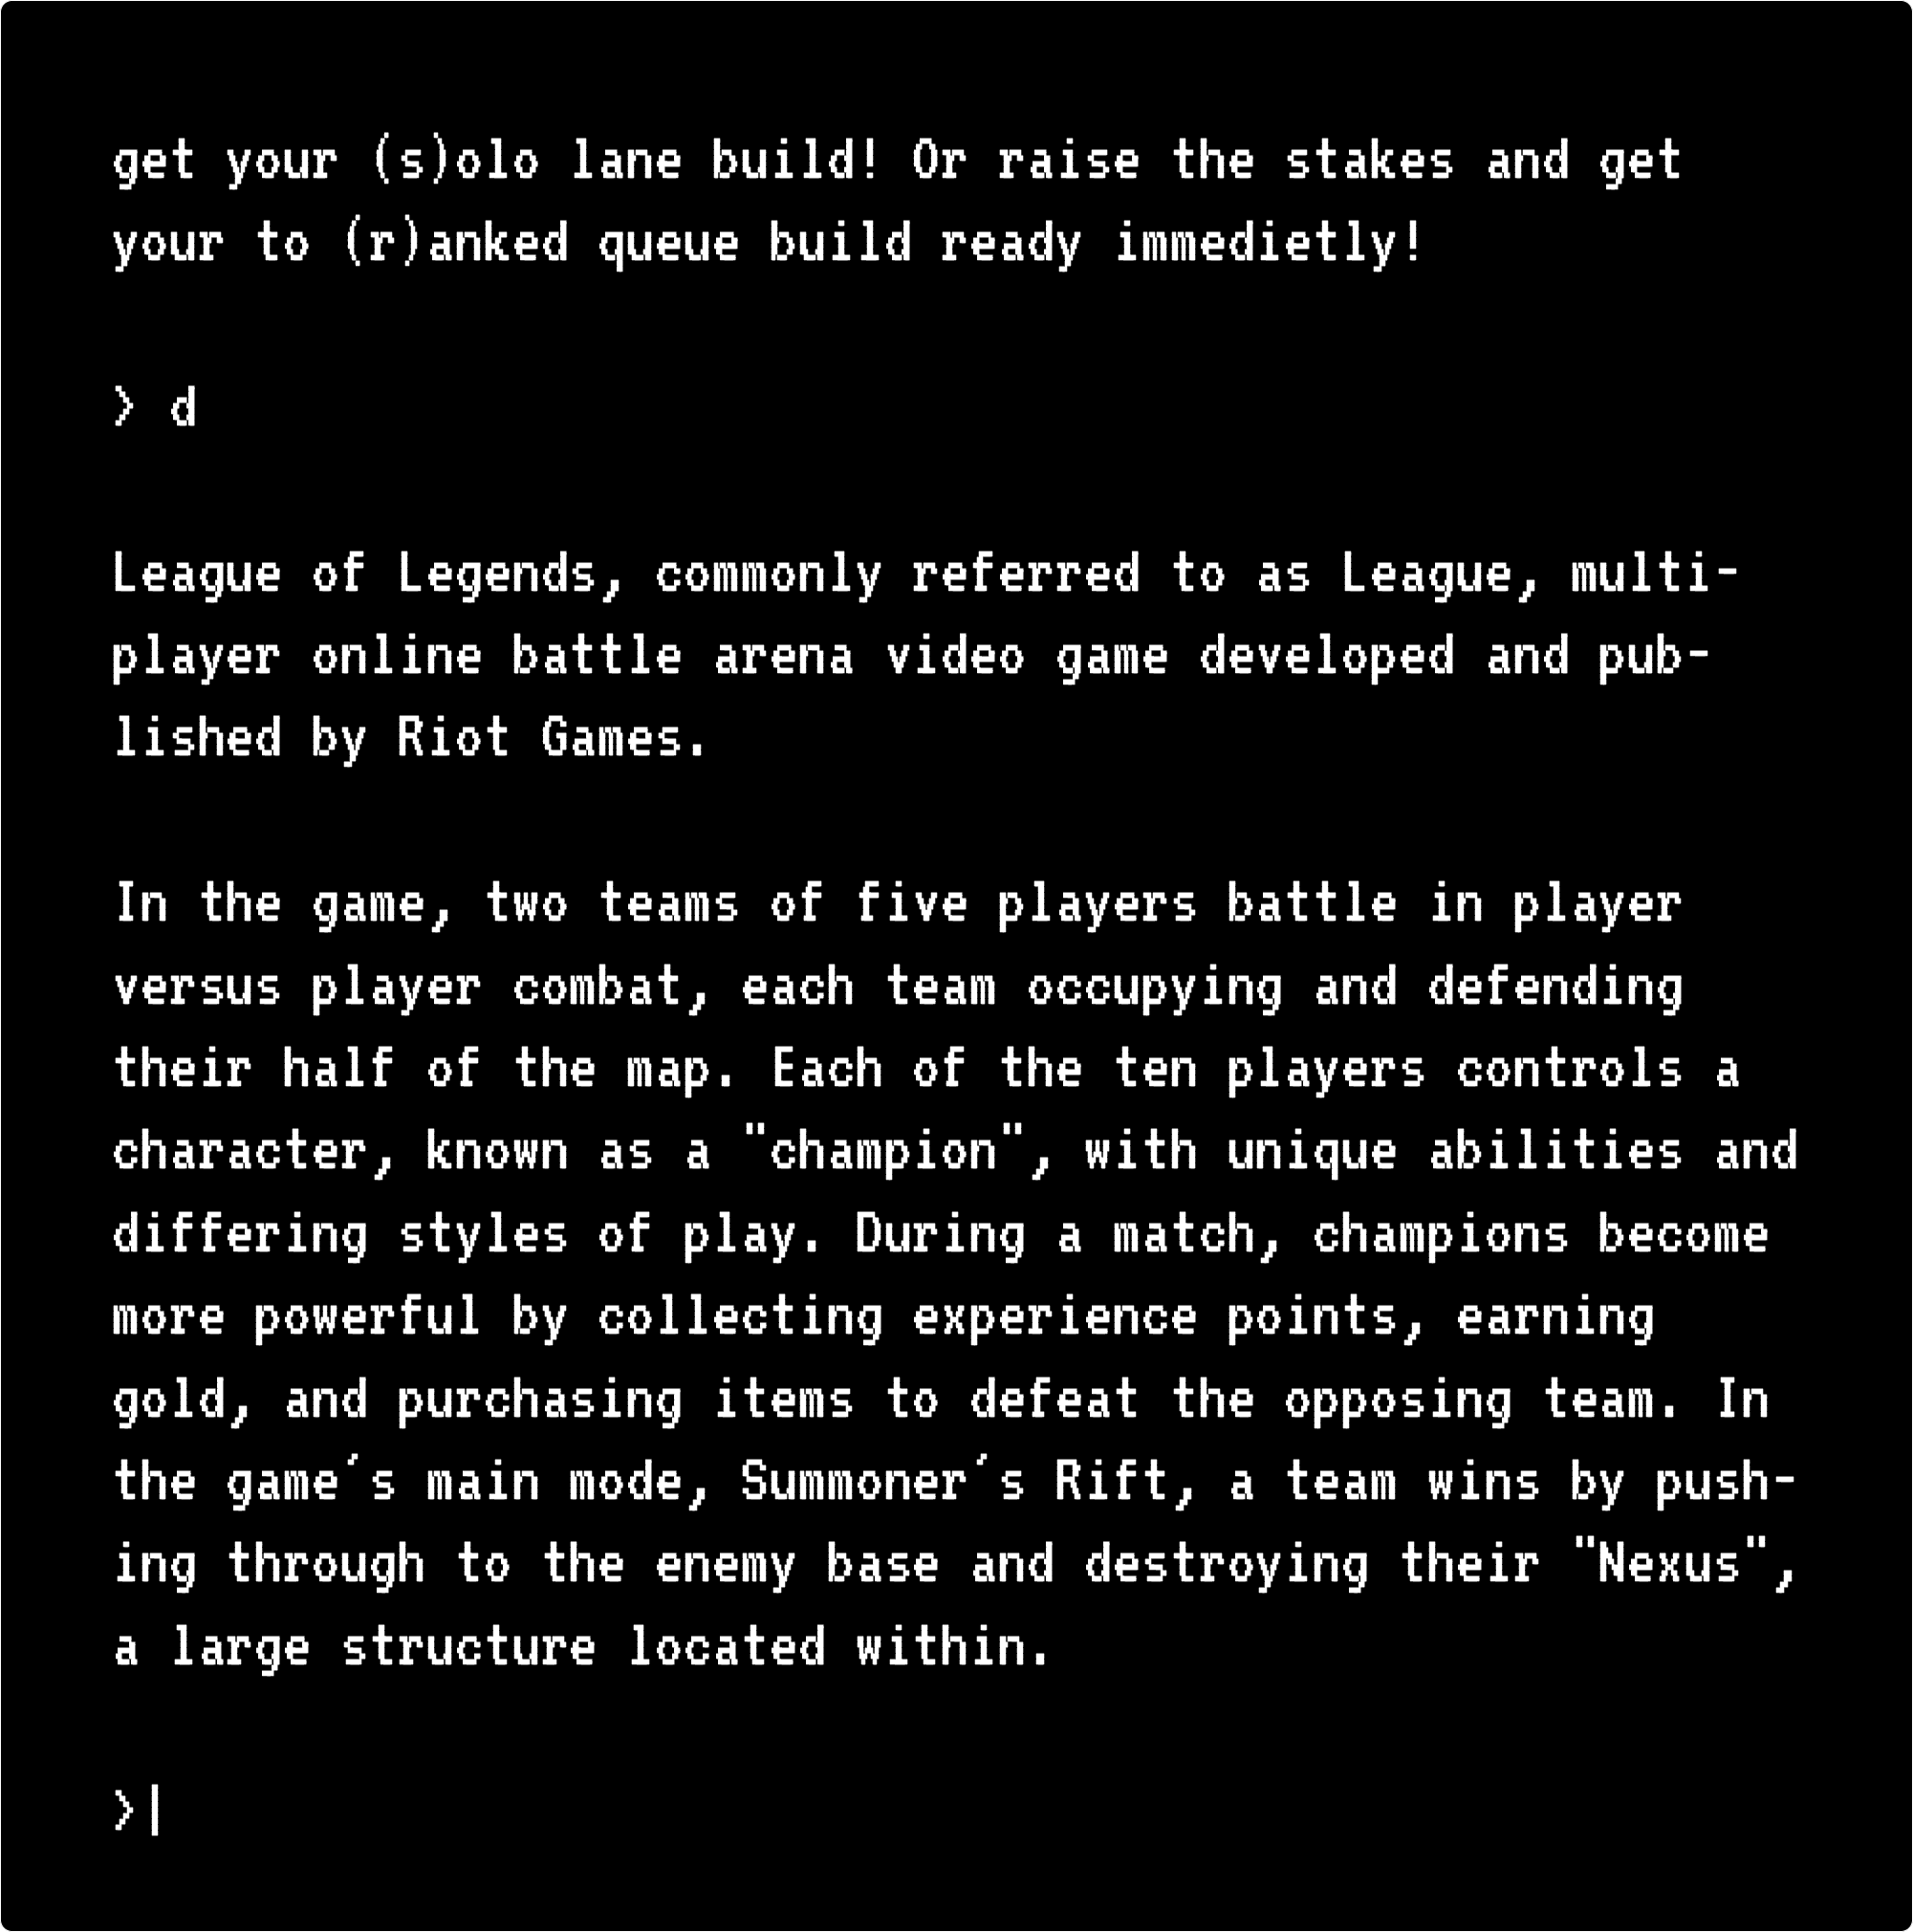 get your (s)olo lane build! Or raise the stakes and get
your to (r)anked queue build ready immedietly!
> d
League of Legends, commonly referred to as League, multi-
player online battle arena video game developed and pub-
lished by Riot Games.
In the game, two teams of five players battle in player
versus player combat, each team occupying and defending
their half of the map. Each of the ten players controls a
character, known as a "champion", with unique abilities and
differing styles of play. During a match, champions become
more powerful by collecting experience points, earning
gold, and purchasing items to defeat the opposing team. In
the game's main mode, Summoner's Rift, a team wins by push-
ing through to the enemy base and destroying their "Nexus",
a large structure located within.
>|